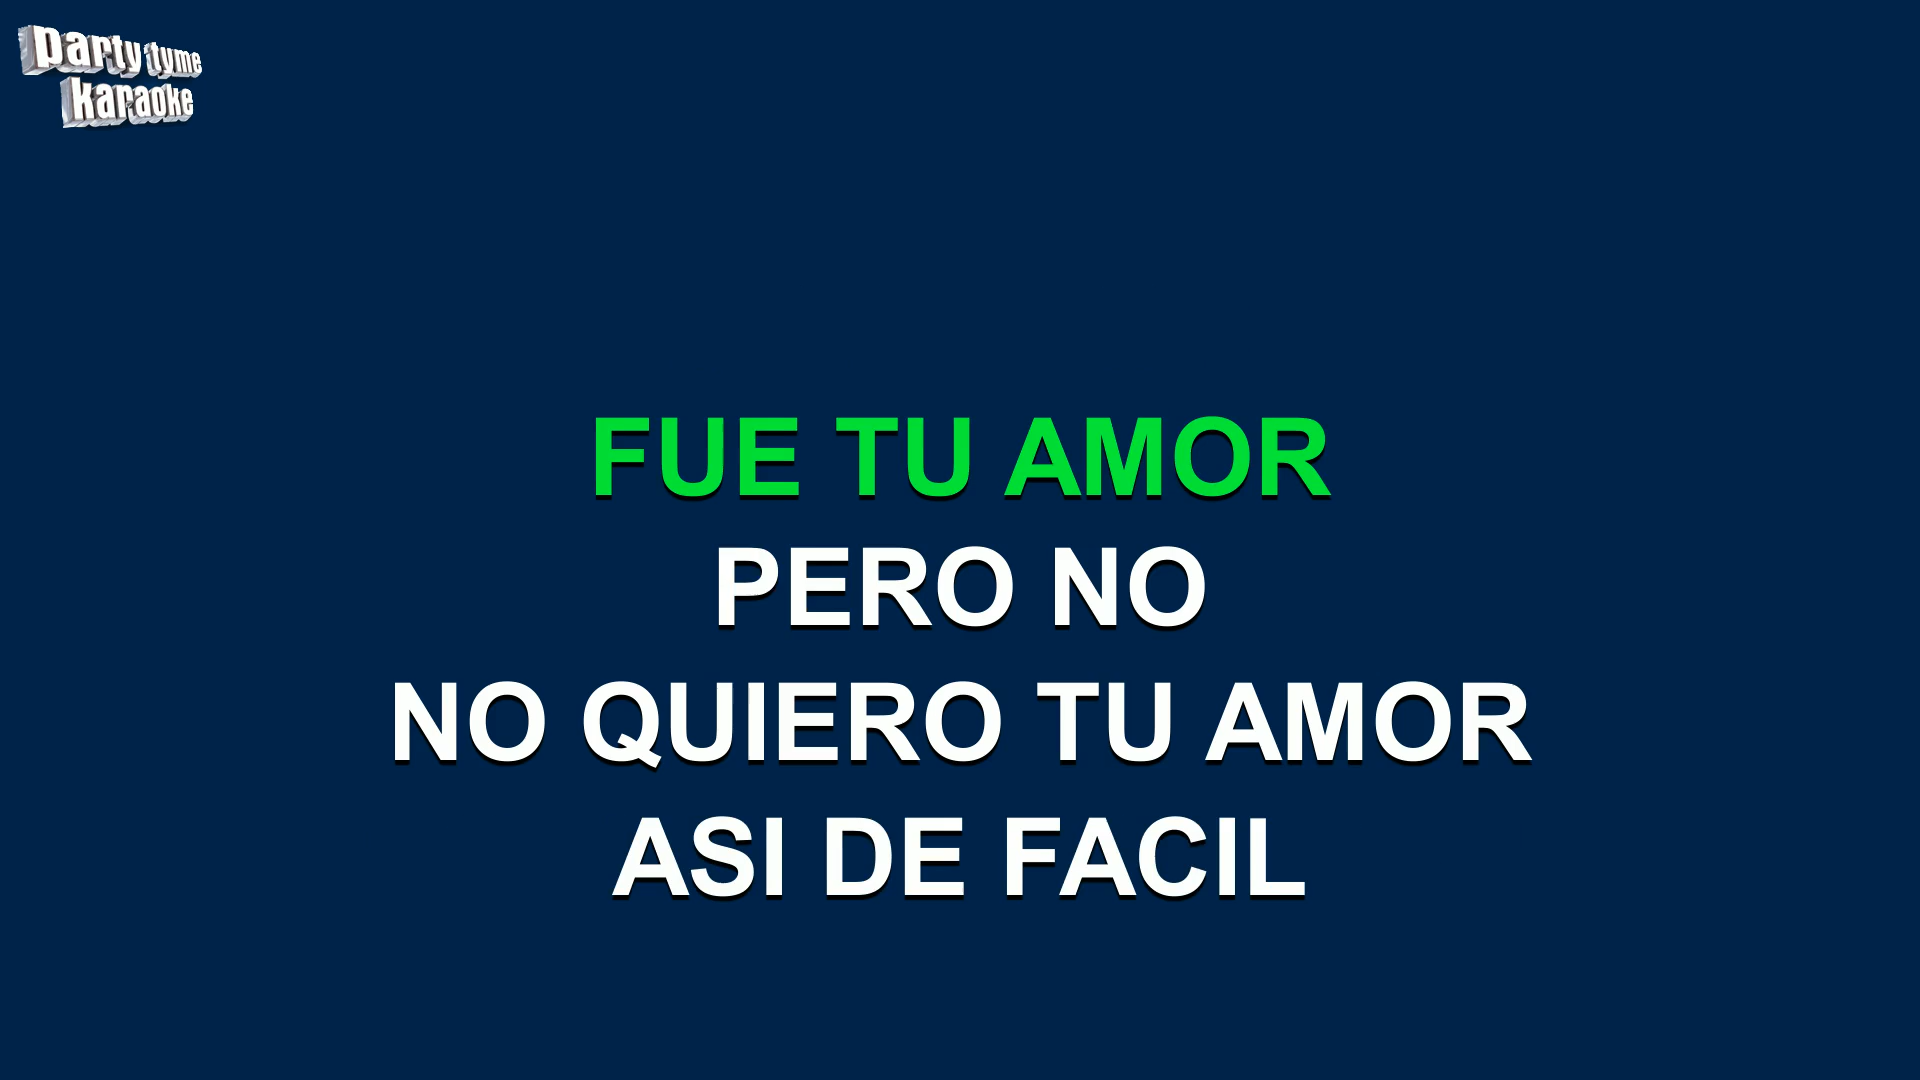 party tyme
karaoke
FUE TU AMOR
PERO NO
NO QUIERO TU AMOR
ASI DE FACIL